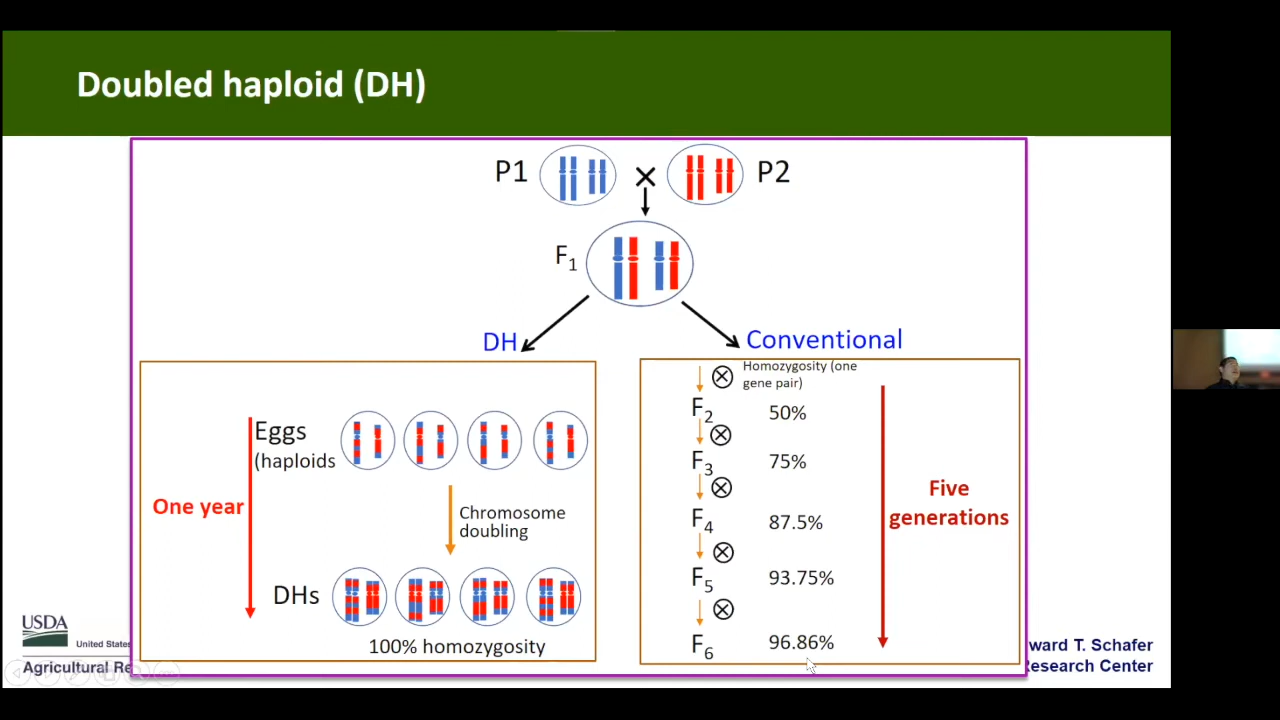 Doubled haploid (DH)
P1
P2
F1
DH
Conventional
Eggs
(haploids
One year
Chromosome
doubling
DHs
100% homozygosity
Homozygosity (one
gene pair)
F2 50%
F3 75%
F4 87.5%
F5 93.75%
F6 96.86%
Five
generations
USDA
United States
Agricultural Re
ward T. Schafer
Research Center